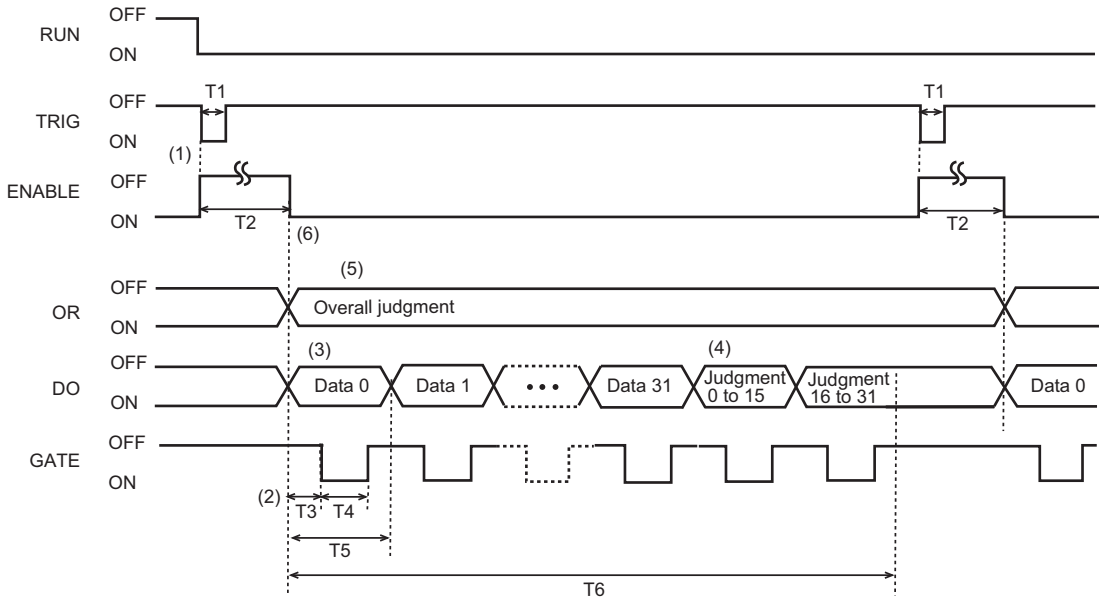 OFF
RUN
ON
OFF
T1
T1
TRIG
ON
(1)
OFF
ENABLE
ON
T2
T2
(6)
(5)
OFF
OR
Overall judgment
ON
(3)
(4)
OFF
DO
Data 0
Data 1
•••
Data 31
Judgment
0 to 15
Judgment
16 to 31
Data 0
ON
OFF
GATE
ON
(2)
T3
T4
T5
T6